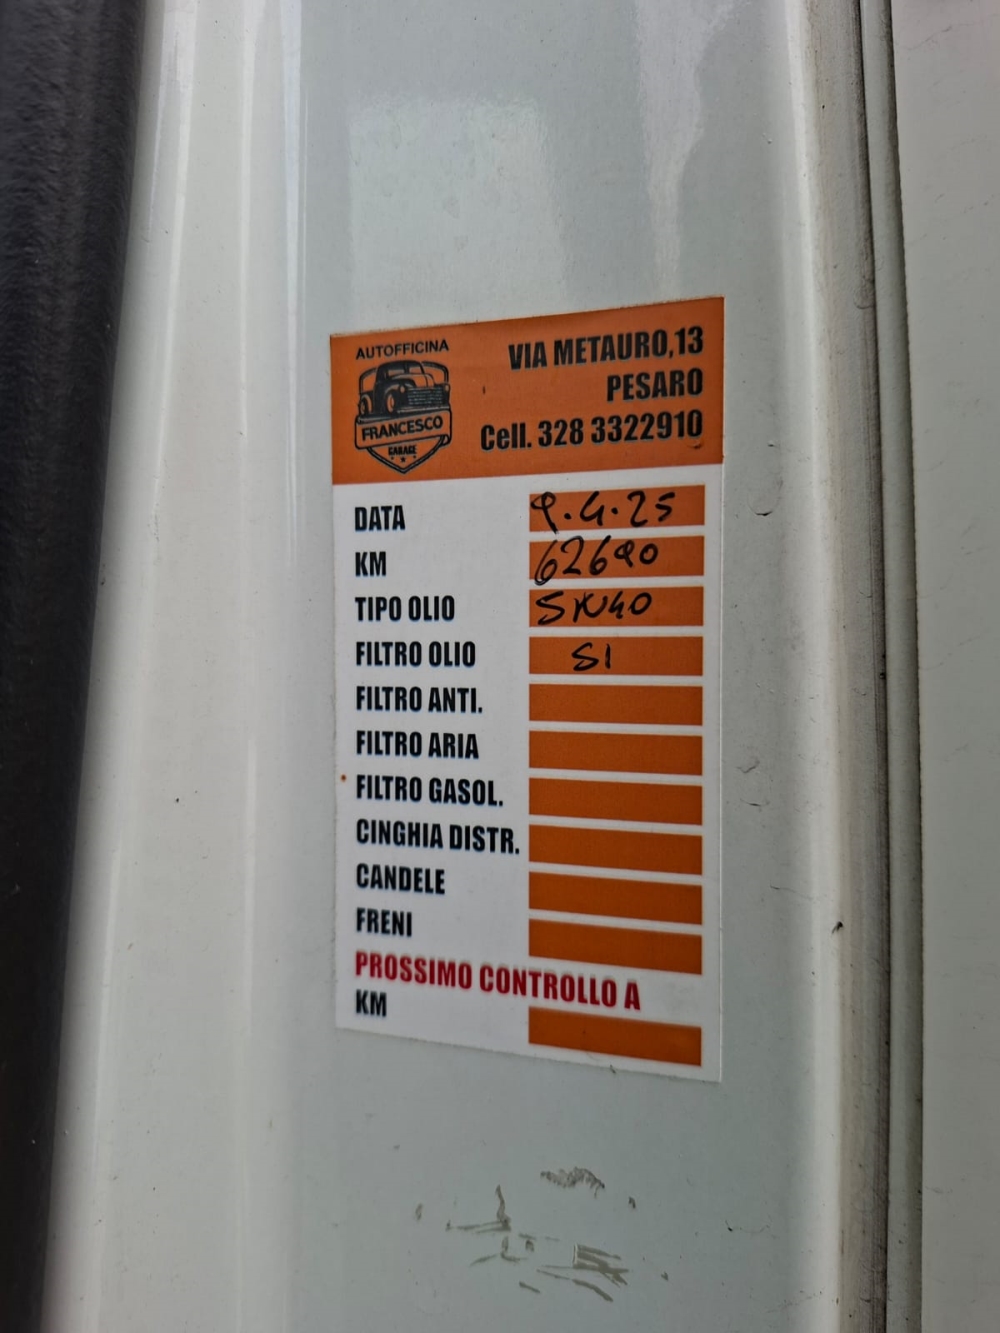 AUTOFFICINA
FRANCESCO
GARAGE
VIA METAURO,13
PESARO
Cell. 328 3322910
DATA 9.4.25
KM 62690
TIPO OLIO 5W40
FILTRO OLIO SI
FILTRO ANTI.
FILTRO ARIA
FILTRO GASOL.
CINGHIA DISTR.
CANDELE
FRENI
PROSSIMO CONTROLLO A
KM